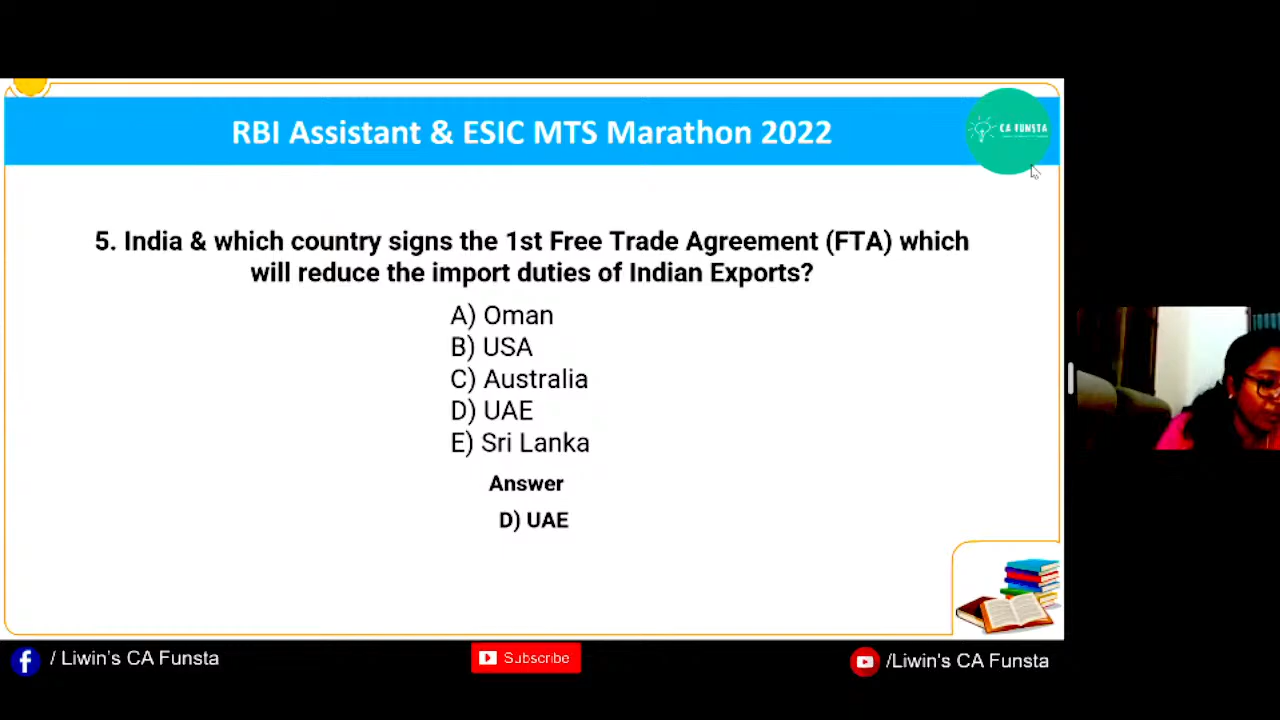 RBI Assistant & ESIC MTS Marathon 2022
CA FUNSTA
5. India & which country signs the 1st Free Trade Agreement (FTA) which
will reduce the import duties of Indian Exports?
A) Oman
B) USA
C) Australia
D) UAE
E) Sri Lanka
Answer
D) UAE
/ Liwin's CA Funsta
Subscribe
/Liwin's CA Funsta